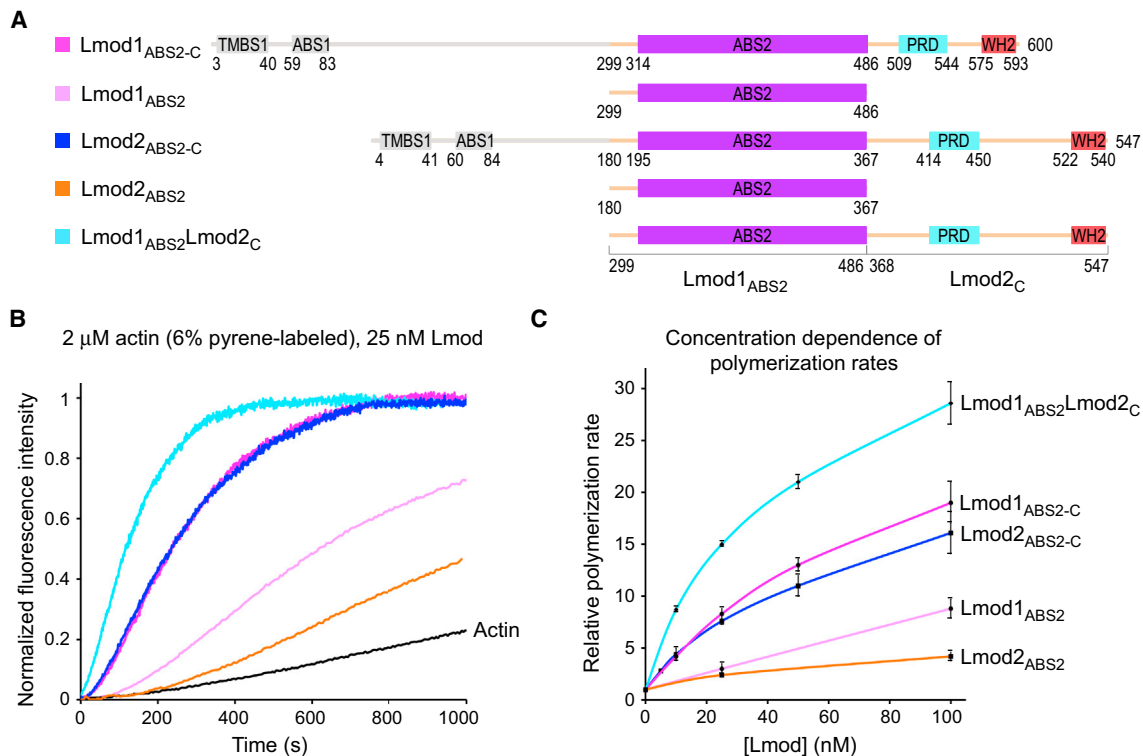 A
Lmod1ABS2-C
TMBS1 ABS1 ABS2 PRD WH2 600
3 40 59 83 299 314 486 509 544 575 593
Lmod1ABS2
ABS2
299 486
Lmod2ABS2-C
TMBS1 ABS1 ABS2 PRD WH2 547
4 41 60 84 180 195 367 414 450 522 540
Lmod2ABS2
ABS2
180 367
Lmod1ABS2Lmod2C
ABS2 PRD WH2
299 486 368 547
Lmod1ABS2 Lmod2C
B
2 μM actin (6% pyrene-labeled), 25 nM Lmod
Normalized fluorescence intensity
1
0.8
0.6
0.4
0.2
0
Actin
0 200 400 600 800 1000
Time (s)
C
Concentration dependence of
polymerization rates
Relative polymerization rate
30
25
20
15
10
5
0
Lmod1ABS2Lmod2C
Lmod1ABS2-C
Lmod2ABS2-C
Lmod1ABS2
Lmod2ABS2
0 20 40 60 80 100
[Lmod] (nM)